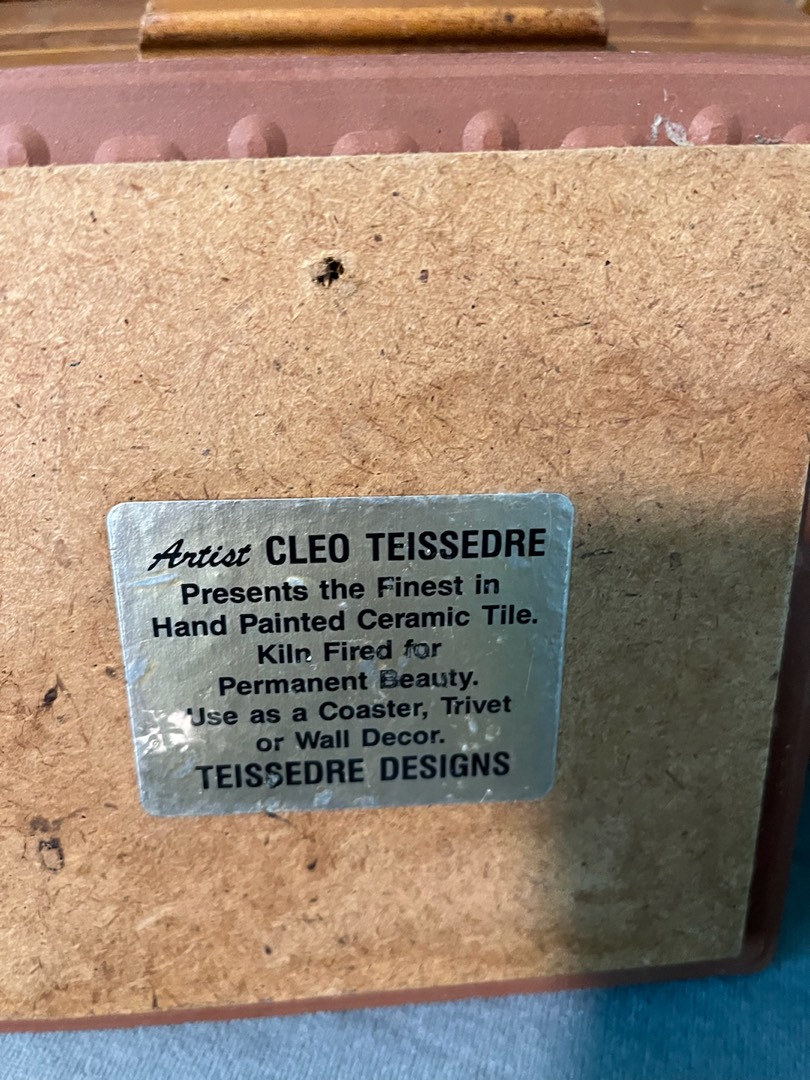 Artist CLEO TEISSEDRE
Presents the Finest in
Hand Painted Ceramic Tile.
Kiln Fired for
Permanent Beauty.
Use as a Coaster, Trivet
or Wall Decor.
TEISSEDRE DESIGNS